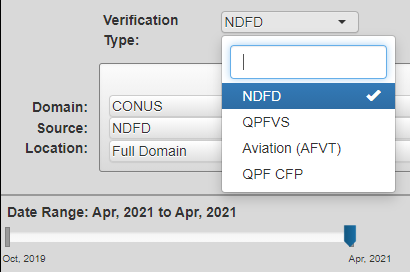 Verification Type: NDFD
NDFD
QPFVS
Aviation (AFVT)
QPF CFP
Domain: CONUS
Source: NDFD
Location: Full Domain
Date Range: Apr, 2021 to Apr, 2021
Oct, 2019 Apr, 2021